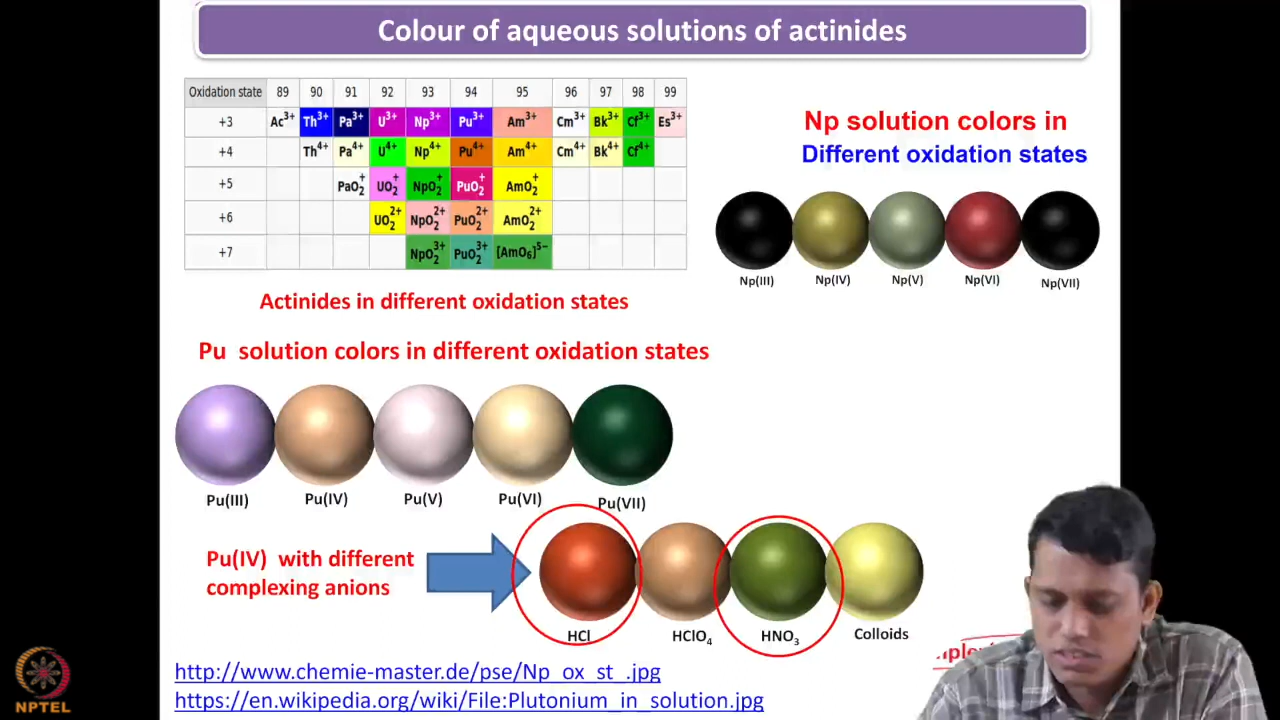 Colour of aqueous solutions of actinides
Oxidation state 89 90 91 92 93 94 95 96 97 98 99
+3 Ac³⁺ Th³⁺ Pa³⁺ U³⁺ Np³⁺ Pu³⁺ Am³⁺ Cm³⁺ Bk³⁺ Cf³⁺ Es³⁺
+4 Th⁴⁺ Pa⁴⁺ U⁴⁺ Np⁴⁺ Pu⁴⁺ Am⁴⁺ Cm⁴⁺ Bk⁴⁺ Cf⁴⁺
+5 PaO₂⁺ UO₂⁺ NpO₂⁺ PuO₂⁺ AmO₂⁺
+6 UO₂²⁺ NpO₂²⁺ PuO₂²⁺ AmO₂²⁺
+7 NpO₂³⁺ PuO₂³⁺ [AmO₆]⁵⁻
Actinides in different oxidation states
Np solution colors in
Different oxidation states
Np(III) Np(IV) Np(V) Np(VI) Np(VII)
Pu solution colors in different oxidation states
Pu(III) Pu(IV) Pu(V) Pu(VI) Pu(VII)
Pu(IV) with different
complexing anions
HCl HClO₄ HNO₃ Colloids
http://www.chemie-master.de/pse/Np_ox_st_.jpg
https://en.wikipedia.org/wiki/File:Plutonium_in_solution.jpg
NPTEL